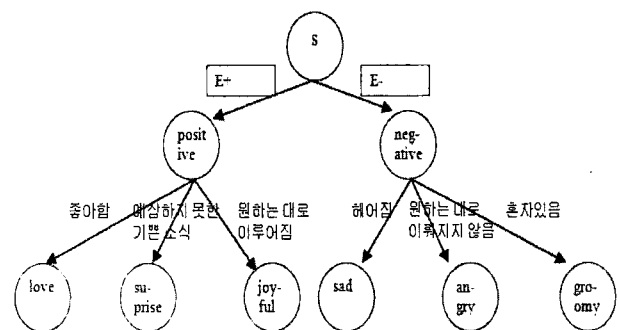 S
E+
E-
posit
ive
neg-
ative
좋아함
예상하지 못한
기쁜 소식
원하는 대로
이루어짐
헤어짐
원하는 대로
이뤄지지 않음
혼자있음
love
su-
prise
joy-
ful
sad
an-
gry
gro-
omy